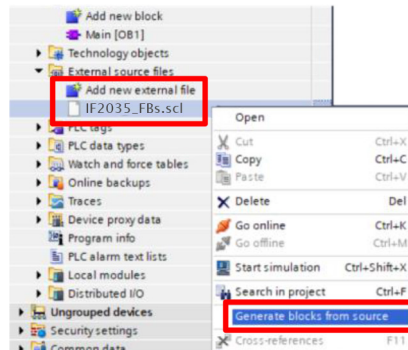 Add new block
Main [OB1]
Technology objects
External source files
Add new external file
IF2035_FBs.scl
PLC tags
PLC data types
Watch and force tables
Online backups
Traces
Device proxy data
Program info
PLC alarm text lists
Local modules
Distributed I/O
Ungrouped devices
Security settings
Common data
Open
Cut Ctrl+X
Copy Ctrl+C
Paste Ctrl+V
Delete Del
Go online Ctrl+K
Go offline Ctrl+M
Start simulation Ctrl+Shift+X
Search in project Ctrl+F
Generate blocks from source
Cross-references F11